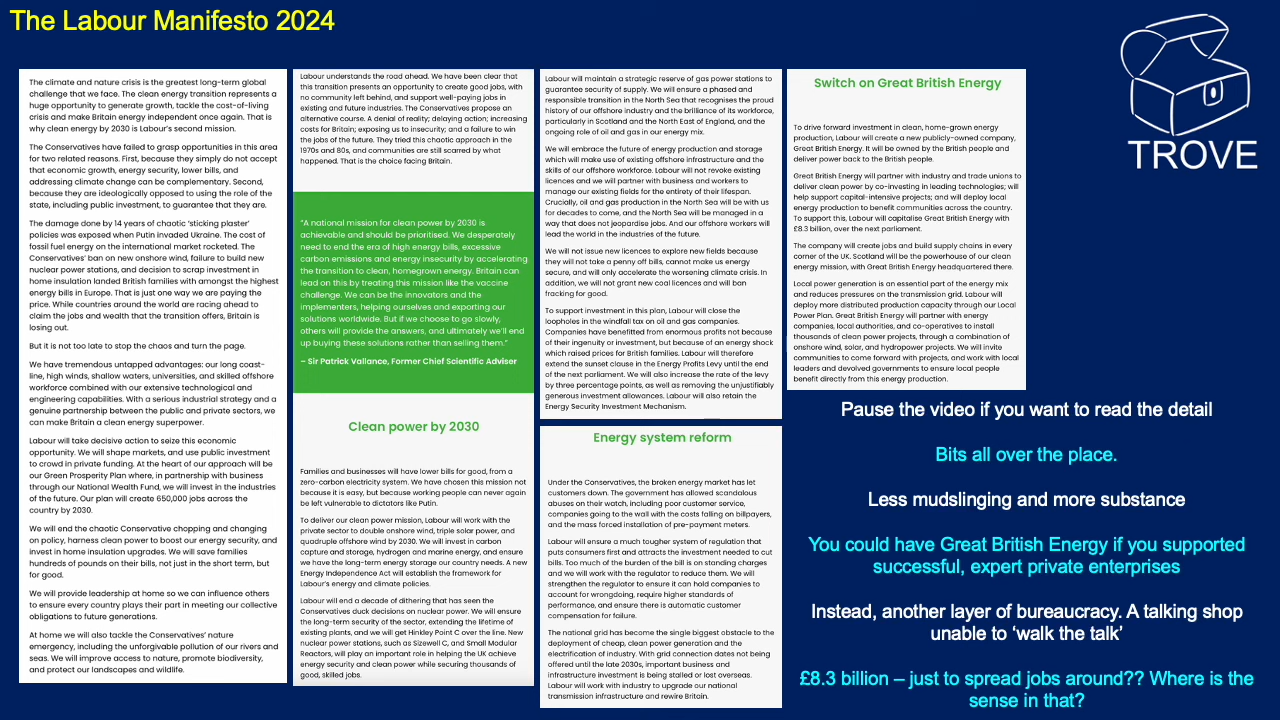 The Labour Manifesto 2024
The climate and nature crisis is the greatest long-term global
challenge that we face. The clean energy transition represents a
huge opportunity to generate growth, tackle the cost-of-living
crisis and make Britain energy independent once again. That is
why clean energy by 2030 is Labour's second mission.
The Conservatives have failed to grasp opportunities in this area
for two related reasons. First, because they simply do not accept
that economic growth, energy security, lower bills, and
addressing climate change can be complementary. Second,
because they are ideologically opposed to using the role of the
state, including public investment, to guarantee that they are.
The damage done by 14 years of chaotic 'sticking plaster'
policies was exposed when Putin invaded Ukraine. The cost of
fossil fuel energy on the international market rocketed. The
Conservatives' ban on new onshore wind, failure to build new
nuclear power stations, and decision to scrap investment in
home insulation landed British families with amongst the highest
energy bills in Europe. That is just one way we are paying the
price. While countries around the world are racing ahead to
claim the jobs and wealth that the transition offers, Britain is
losing out.
But it is not too late to stop the chaos and turn the page.
We have tremendous untapped advantages: our long coast-
line, high winds, shallow waters, universities, and skilled offshore
workforce combined with our extensive technological and
engineering capabilities. With a serious industrial strategy and a
genuine partnership between the public and private sectors, we
can make Britain a clean energy superpower.
Labour will take decisive action to seize this economic
opportunity. We will shape markets, and use public investment
to crowd in private funding. At the heart of our approach will be
our Green Prosperity Plan where, in partnership with business
through our National Wealth Fund, we will invest in the industries
of the future. Our plan will create 650,000 jobs across the
country by 2030.
We will end the chaotic Conservative chopping and changing
on policy, harness clean power to boost our energy security, and
invest in home insulation upgrades. We will save families
hundreds of pounds on their bills, not just in the short term, but
for good.
We will provide leadership at home so we can influence others
to ensure every country plays their part in meeting our collective
obligations to future generations.
At home we will also tackle the Conservatives' nature
emergency, including the unforgivable pollution of our rivers and
seas. We will improve access to nature, promote biodiversity,
and protect our landscapes and wildlife.
Labour understands the road ahead. We have been clear that
this transition presents an opportunity to create good jobs, with
no community left behind, and support well-paying jobs in
existing and future industries. The Conservatives propose an
alternative course. A denial of reality; delaying action; increasing
costs for Britain; exposing us to insecurity; and a failure to win
the jobs of the future. They tried this chaotic approach in the
1970s and 80s, and communities are still scarred by what
happened. That is the choice facing Britain.
"A national mission for clean power by 2030 is
achievable and should be prioritised. We desperately
need to end the era of high energy bills, excessive
carbon emissions and energy insecurity by accelerating
the transition to clean, homegrown energy. Britain can
lead on this by treating this mission like the vaccine
challenge. We can be the innovators and the
implementers, helping ourselves and exporting our
solutions worldwide. But if we choose to go slowly,
others will provide the answers, and ultimately we'll end
up buying these solutions rather than selling them."
– Sir Patrick Vallance, Former Chief Scientific Adviser
Clean power by 2030
Families and businesses will have lower bills for good, from a
zero-carbon electricity system. We have chosen this mission not
because it is easy, but because working people can never again
be left vulnerable to dictators like Putin.
To deliver our clean power mission, Labour will work with the
private sector to double onshore wind, triple solar power, and
quadruple offshore wind by 2030. We will invest in carbon
capture and storage, hydrogen and marine energy, and ensure
we have the long-term energy storage our country needs. A new
Energy Independence Act will establish the framework for
Labour's energy and climate policies.
Labour will end a decade of dithering that has seen the
Conservatives duck decisions on nuclear power. We will ensure
the long-term security of the sector, extending the lifetime of
existing plants, and we will get Hinkley Point C over the line. New
nuclear power stations, such as Sizewell C, and Small Modular
Reactors, will play an important role in helping the UK achieve
energy security and clean power while securing thousands of
good, skilled jobs.
Labour will maintain a strategic reserve of gas power stations to
guarantee security of supply. We will ensure a phased and
responsible transition in the North Sea that recognises the proud
history of our offshore industry and the brilliance of its workforce,
particularly in Scotland and the North East of England, and the
ongoing role of oil and gas in our energy mix.
We will embrace the future of energy production and storage
which will make use of existing offshore infrastructure and the
skills of our offshore workforce. Labour will not revoke existing
licences and we will partner with business and workers to
manage our existing fields for the entirety of their lifespan.
Crucially, oil and gas production in the North Sea will be with us
for decades to come, and the North Sea will be managed in a
way that does not jeopardise jobs. And our offshore workers will
lead the world in the industries of the future.
We will not issue new licences to explore new fields because
they will not take a penny off bills, cannot make us energy
secure, and will only accelerate the worsening climate crisis. In
addition, we will not grant new coal licences and will ban
fracking for good.
To support investment in this plan, Labour will close the
loopholes in the windfall tax on oil and gas companies.
Companies have benefitted from enormous profits not because
of their ingenuity or investment, but because of an energy shock
which raised prices for British families. Labour will therefore
extend the sunset clause in the Energy Profits Levy until the end
of the next parliament. We will also increase the rate of the levy
by three percentage points, as well as removing the unjustifiably
generous investment allowances. Labour will also retain the
Energy Security Investment Mechanism.
Energy system reform
Under the Conservatives, the broken energy market has let
customers down. The government has allowed scandalous
abuses on their watch, including poor customer service,
companies going to the wall with the costs falling on billpayers,
and the mass forced installation of pre-payment meters.
Labour will ensure a much tougher system of regulation that
puts consumers first and attracts the investment needed to cut
bills. Too much of the burden of the bill is on standing charges
and we will work with the regulator to reduce them. We will
strengthen the regulator to ensure it can hold companies to
account for wrongdoing, require higher standards of
performance, and ensure there is automatic customer
compensation for failure.
The national grid has become the single biggest obstacle to the
deployment of cheap, clean power generation and the
electrification of industry. With grid connection dates not being
offered until the late 2030s, important business and
infrastructure investment is being stalled or lost overseas.
Labour will work with industry to upgrade our national
transmission infrastructure and rewire Britain.
Switch on Great British Energy
To drive forward investment in clean, home-grown energy
production, Labour will create a new publicly-owned company,
Great British Energy. It will be owned by the British people and
deliver power back to the British people.
Great British Energy will partner with industry and trade unions to
deliver clean power by co-investing in leading technologies; will
help support capital-intensive projects; and will deploy local
energy production to benefit communities across the country.
To support this, Labour will capitalise Great British Energy with
£8.3 billion, over the next parliament.
The company will create jobs and build supply chains in every
corner of the UK. Scotland will be the powerhouse of our clean
energy mission, with Great British Energy headquartered there.
Local power generation is an essential part of the energy mix
and reduces pressures on the transmission grid. Labour will
deploy more distributed production capacity through our Local
Power Plan. Great British Energy will partner with energy
companies, local authorities, and co-operatives to install
thousands of clean power projects, through a combination of
onshore wind, solar, and hydropower projects. We will invite
communities to come forward with projects, and work with local
leaders and devolved governments to ensure local people
benefit directly from this energy production.
TROVE
Pause the video if you want to read the detail
Bits all over the place.
Less mudslinging and more substance
You could have Great British Energy if you supported
successful, expert private enterprises
Instead, another layer of bureaucracy. A talking shop
unable to 'walk the talk'
£8.3 billion – just to spread jobs around?? Where is the
sense in that?